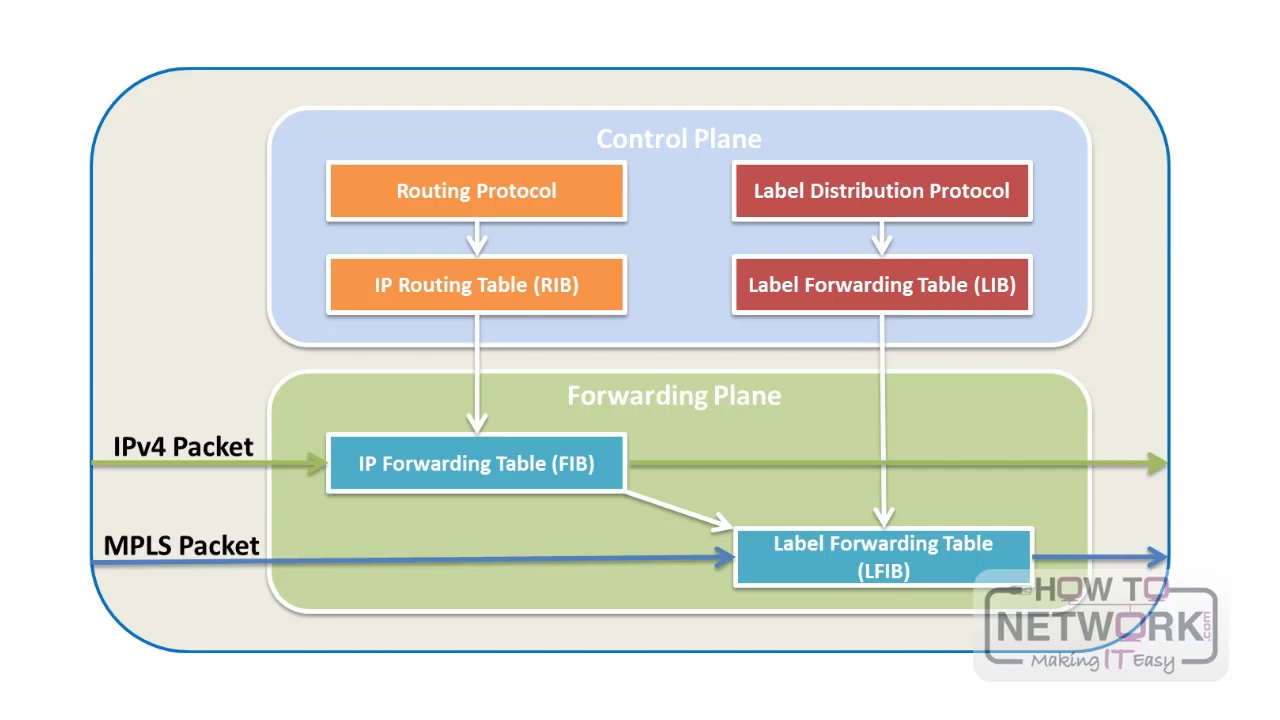 Control Plane
Routing Protocol
Label Distribution Protocol
IP Routing Table (RIB)
Label Forwarding Table (LIB)
Forwarding Plane
IPv4 Packet
IP Forwarding Table (FIB)
MPLS Packet
Label Forwarding Table
(LFIB)
HOW TO
NETWORK.com
Making IT Easy